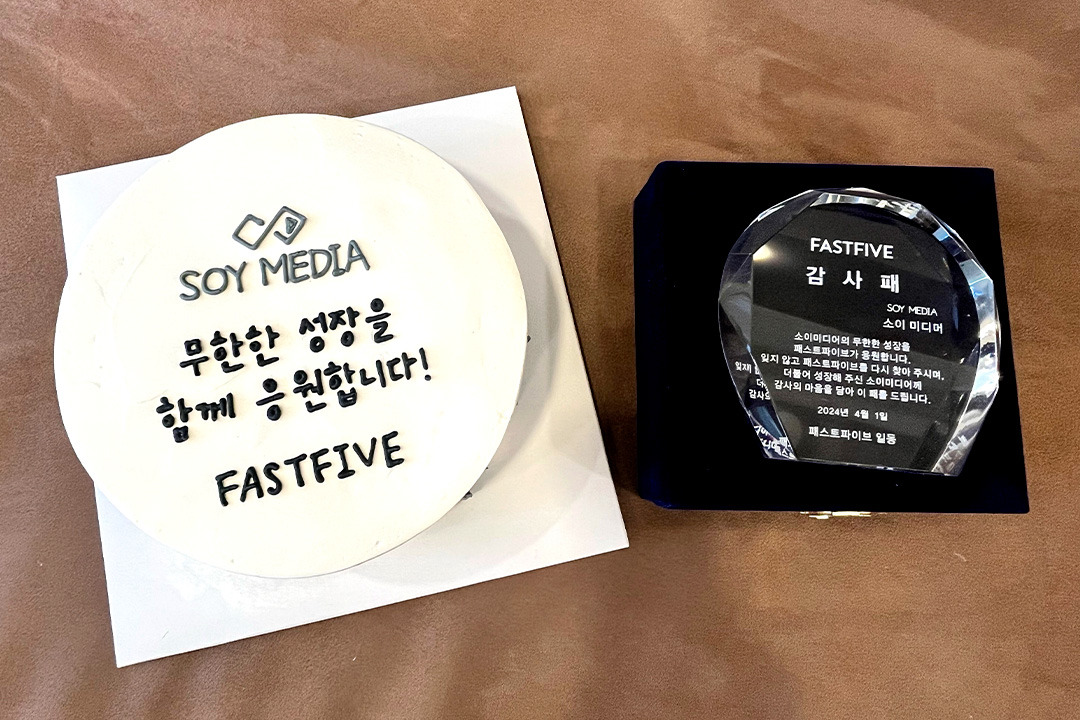 SOY MEDIA
무한한 성장을
함께 응원합니다!
FASTFIVE
FASTFIVE
감 사 패
SOY MEDIA
소이 미디어
소이미디어의 무한한 성장을
패스트파이브가 응원합니다.
잊지 않고 패스트파이브를 다시 찾아 주시며,
더불어 성장해 주신 소이미디어께
감사의 마음을 담아 이 패를 드립니다.
2024년 4월 1일
패스트파이브 일동